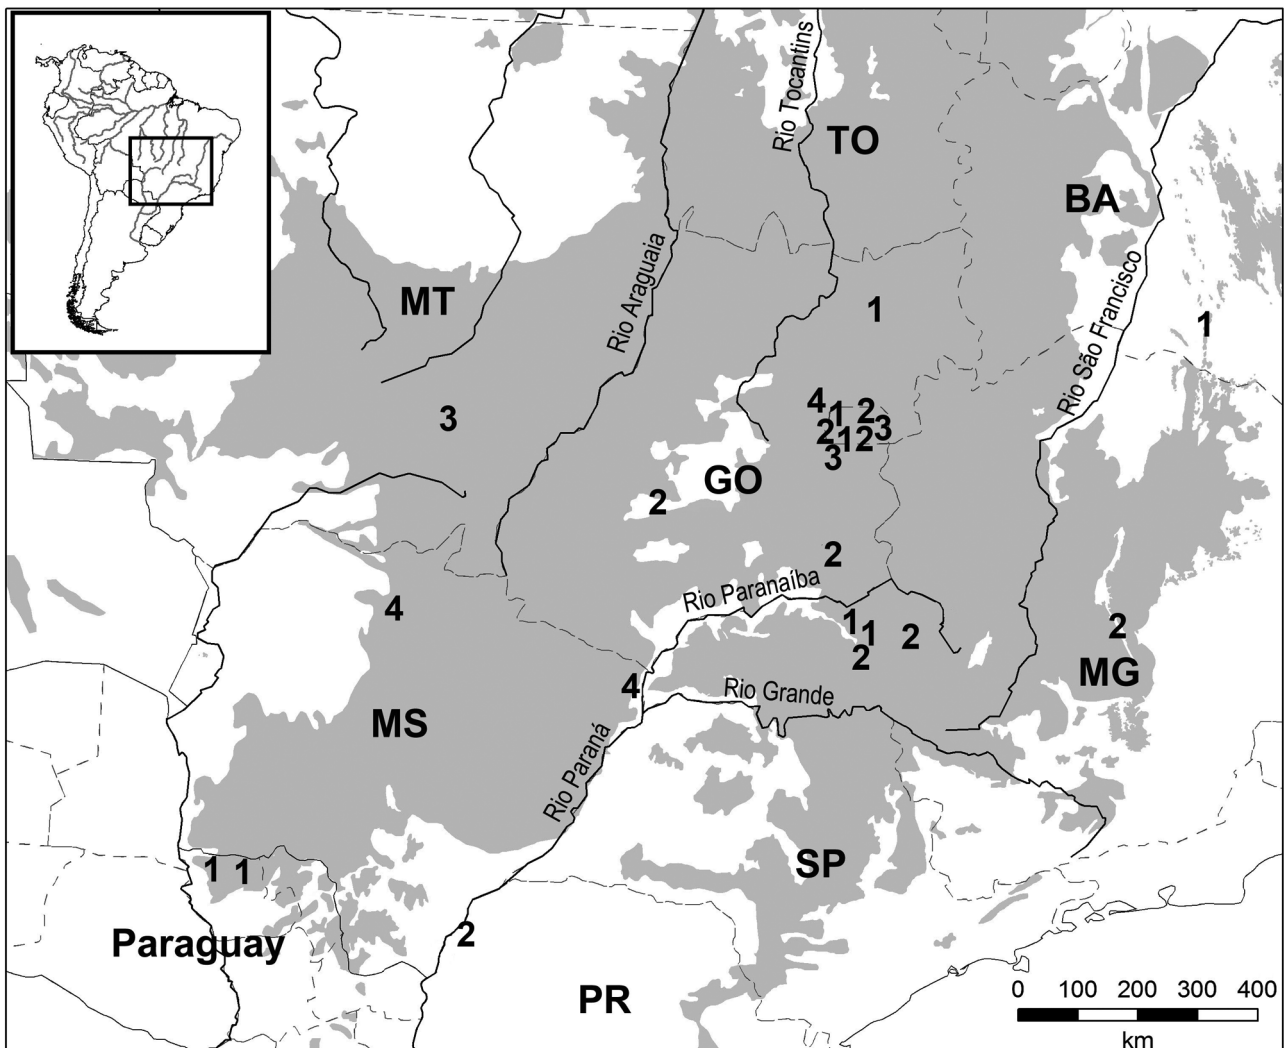 Rio Tocantins
TO
BA
MT
Rio Araguaia
Rio São Francisco
1
1
3
4
1
2
2
3
1
2
3
GO
2
2
Rio Paranaíba
4
1
1
2
2
2
MG
4
Rio Grande
MS
Rio Paraná
SP
1
1
2
Paraguay
PR
0 100 200 300 400
km